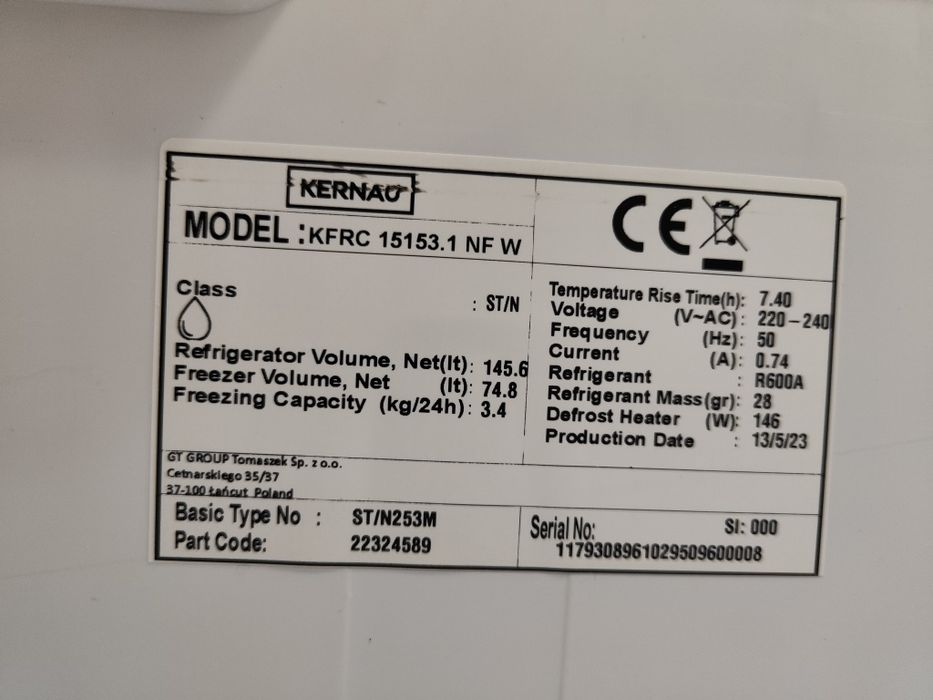 KERNAU
MODEL : KFRC 15153.1 NF W
CE
Class : ST/N
Refrigerator Volume, Net(lt): 145.6
Freezer Volume, Net (lt): 74.8
Freezing Capacity (kg/24h): 3.4
Temperature Rise Time(h): 7.40
Voltage (V~AC): 220-240
Frequency (Hz): 50
Current (A): 0.74
Refrigerant : R600A
Refrigerant Mass(gr): 28
Defrost Heater (W): 146
Production Date : 13/5/23
GT GROUP Tomaszek Sp. z o.o.
Cetnarskiego 35/37
37-100 Łańcut Poland
Basic Type No : ST/N253M
Part Code: 22324589
Serial No: SI: 000
1179308961029509600008